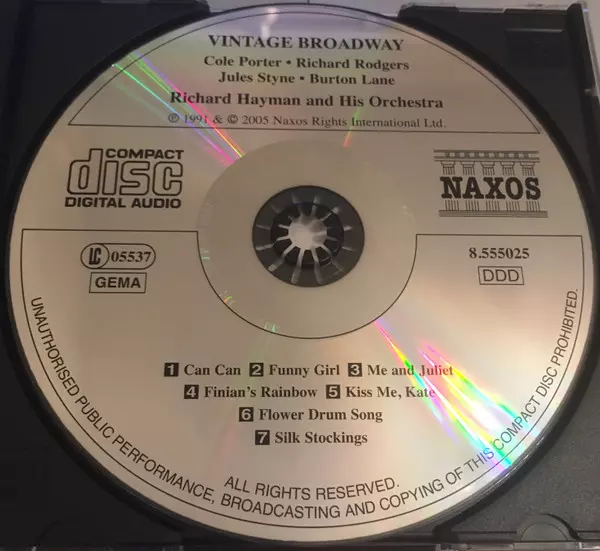 VINTAGE BROADWAY
Cole Porter • Richard Rodgers
Jules Styne • Burton Lane
Richard Hayman and His Orchestra
℗ 1991 & © 2005 Naxos Rights International Ltd.
COMPACT
disc
DIGITAL AUDIO
NAXOS
LC 05537
GEMA
8.555025
DDD
1 Can Can 2 Funny Girl 3 Me and Juliet
4 Finian's Rainbow 5 Kiss Me, Kate
6 Flower Drum Song
7 Silk Stockings
ALL RIGHTS RESERVED.
UNAUTHORISED PUBLIC PERFORMANCE, BROADCASTING AND COPYING OF THIS COMPACT DISC PROHIBITED.